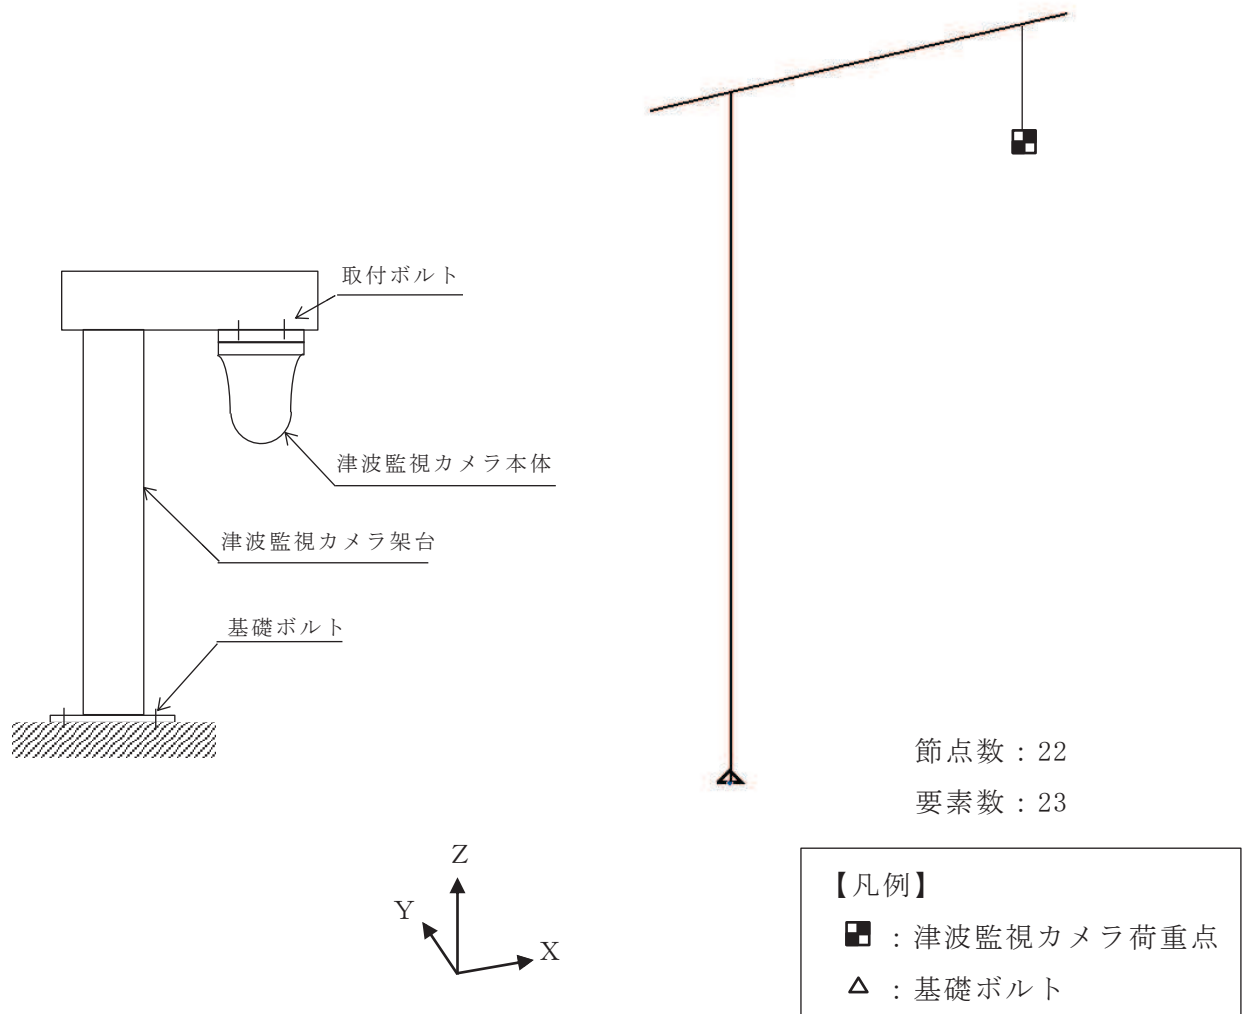 取付ボルト
津波監視カメラ本体
津波監視カメラ架台
基礎ボルト
節点数：22
要素数：23
Z
Y
X
【凡例】
：津波監視カメラ荷重点
：基礎ボルト